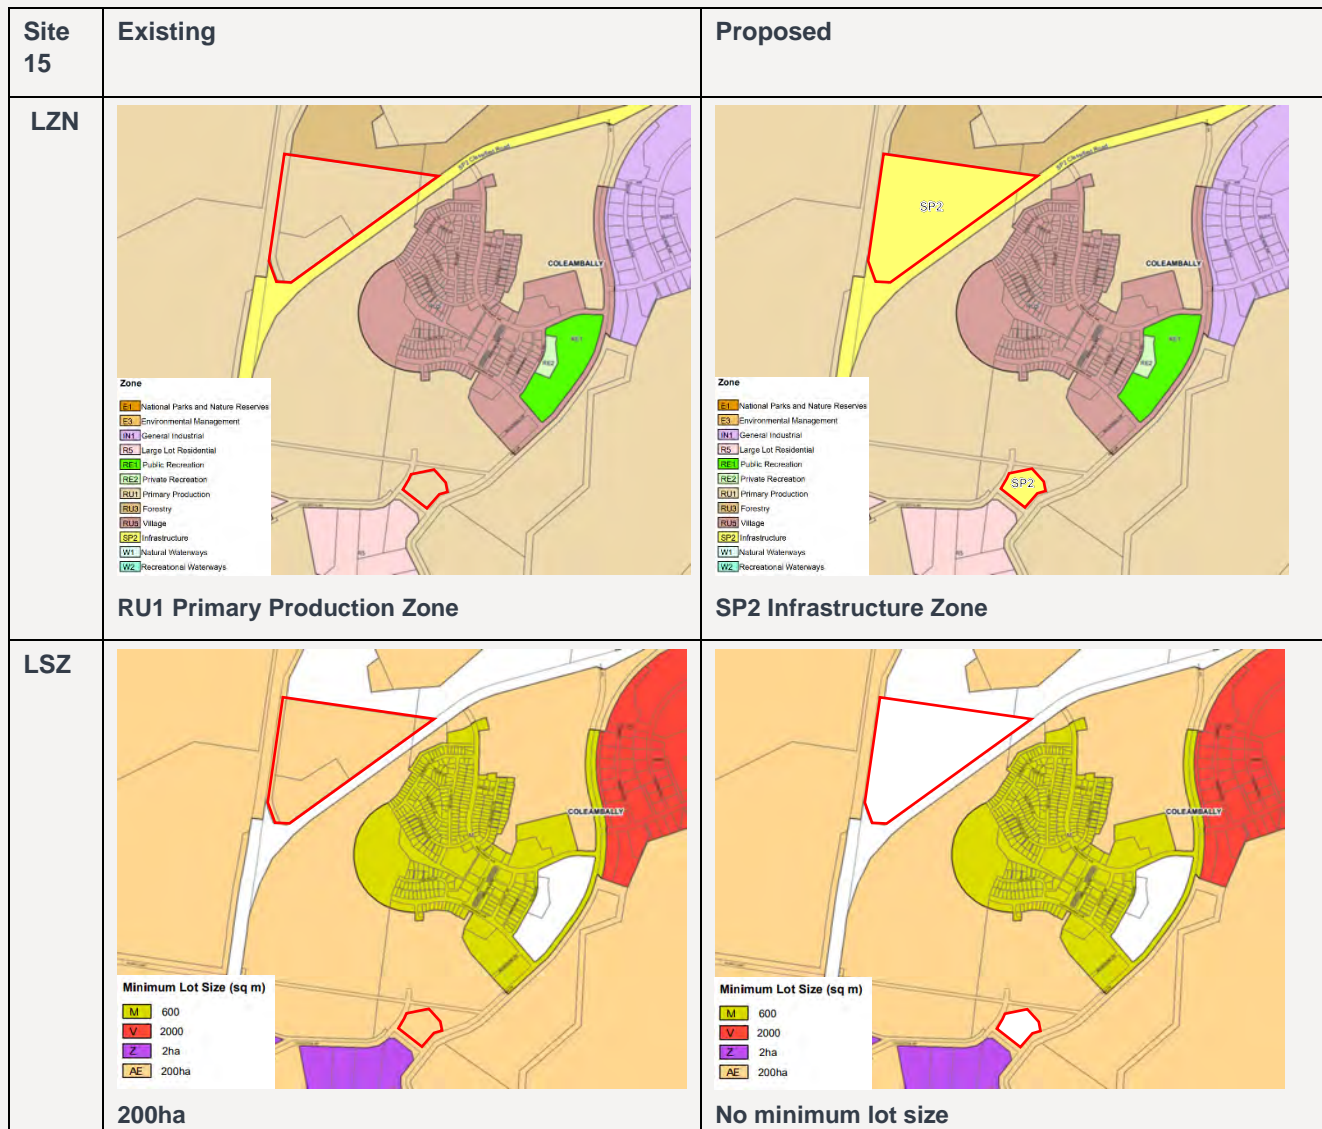 Site
15
Existing
Proposed
LZN
SP2
COLEAMBALLY
RE1
RE2
R5
Zone
E1 National Parks and Nature Reserves
E3 Environmental Management
IN1 General Industrial
R5 Large Lot Residential
RE1 Public Recreation
RE2 Private Recreation
RU1 Primary Production
RU3 Forestry
RU5 Village
SP2 Infrastructure
W1 Natural Waterways
W2 Recreational Waterways
RU1 Primary Production Zone
SP2
COLEAMBALLY
RE1
RE2
SP2
R5
Zone
E1 National Parks and Nature Reserves
E3 Environmental Management
IN1 General Industrial
R5 Large Lot Residential
RE1 Public Recreation
RE2 Private Recreation
RU1 Primary Production
RU3 Forestry
RU5 Village
SP2 Infrastructure
W1 Natural Waterways
W2 Recreational Waterways
SP2 Infrastructure Zone
LSZ
COLEAMBALLY
Minimum Lot Size (sq m)
M 600
V 2000
Z 2ha
AE 200ha
200ha
COLEAMBALLY
Minimum Lot Size (sq m)
M 600
V 2000
Z 2ha
AE 200ha
No minimum lot size